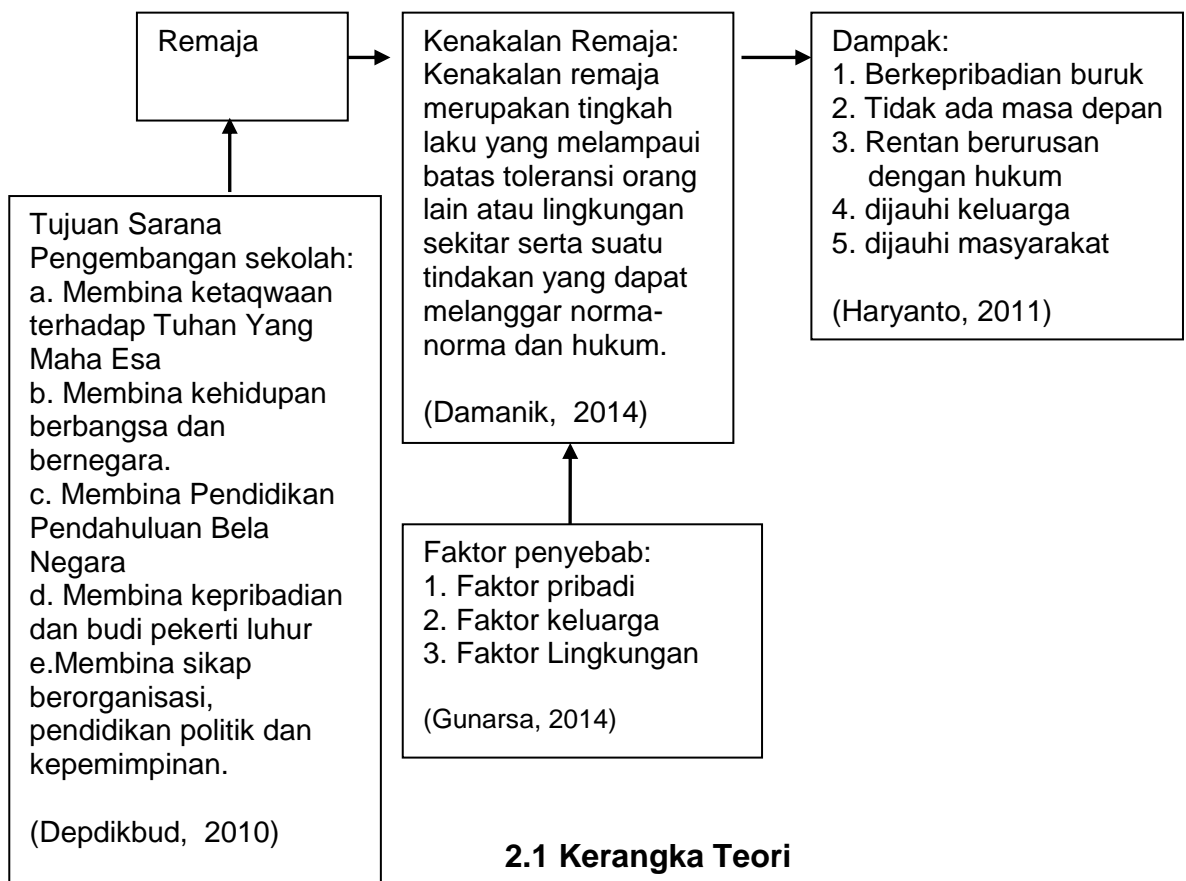 Remaja
Kenakalan Remaja:
Kenakalan remaja
merupakan tingkah
laku yang melampaui
batas toleransi orang
lain atau lingkungan
sekitar serta suatu
tindakan yang dapat
melanggar norma-
norma dan hukum.
(Damanik, 2014)
Dampak:
1. Berkepribadian buruk
2. Tidak ada masa depan
3. Rentan berurusan
dengan hukum
4. dijauhi keluarga
5. dijauhi masyarakat
(Haryanto, 2011)
Tujuan Sarana
Pengembangan sekolah:
a. Membina ketaqwaan
terhadap Tuhan Yang
Maha Esa
b. Membina kehidupan
berbangsa dan
bernegara.
c. Membina Pendidikan
Pendahuluan Bela
Negara
d. Membina kepribadian
dan budi pekerti luhur
e.Membina sikap
berorganisasi,
pendidikan politik dan
kepemimpinan.
(Depdikbud, 2010)
Faktor penyebab:
1. Faktor pribadi
2. Faktor keluarga
3. Faktor Lingkungan
(Gunarsa, 2014)
2.1 Kerangka Teori